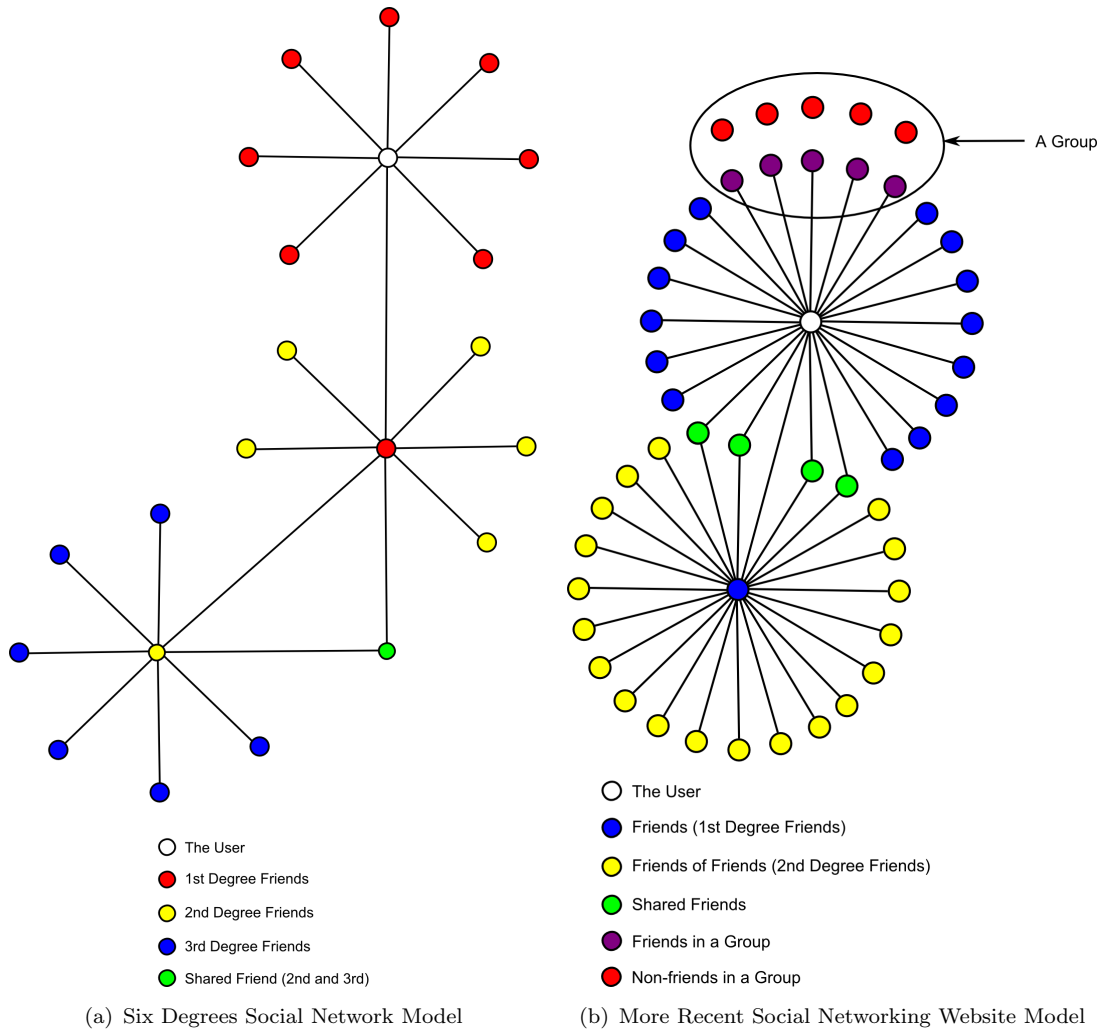 A Group
The User
1st Degree Friends
2nd Degree Friends
3rd Degree Friends
Shared Friend (2nd and 3rd)
The User
Friends (1st Degree Friends)
Friends of Friends (2nd Degree Friends)
Shared Friends
Friends in a Group
Non-friends in a Group
(a) Six Degrees Social Network Model
(b) More Recent Social Networking Website Model